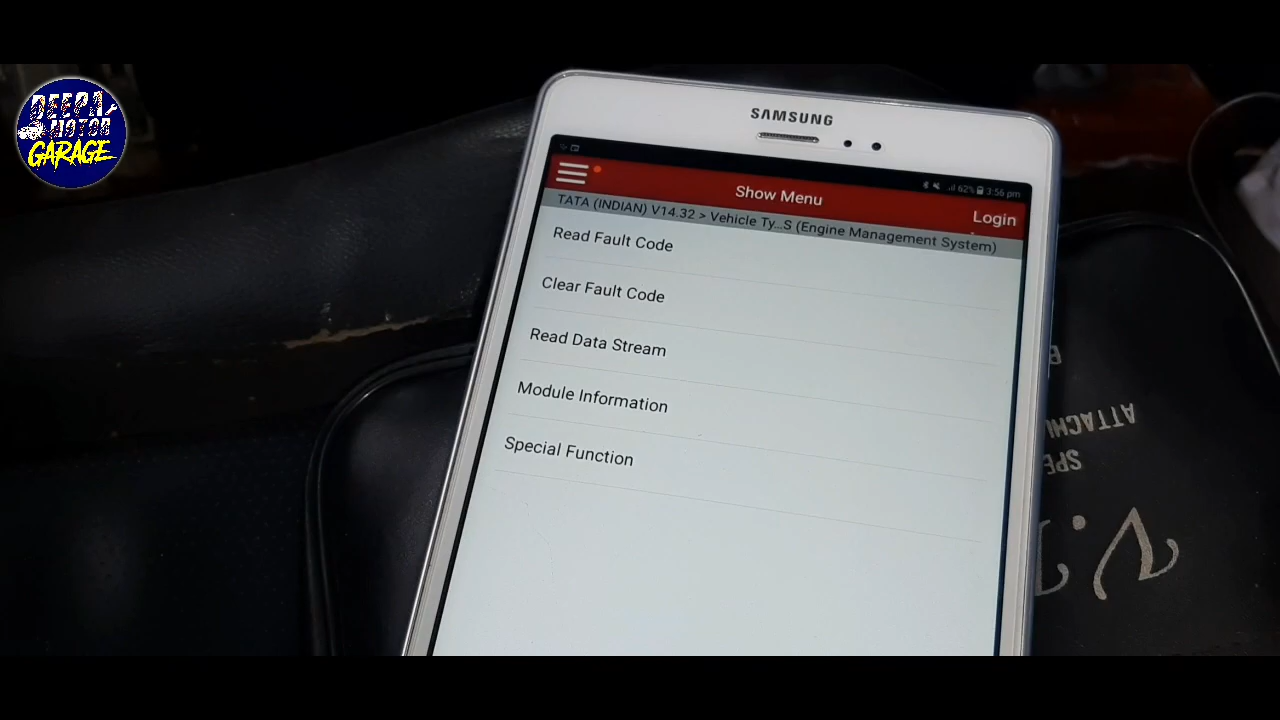 DEEPA
MOTOR
GARAGE
SAMSUNG
62% 3:56 pm
Show Menu
Login
TATA (INDIAN) V14.32 > Vehicle Ty...S (Engine Management System)
Read Fault Code
Clear Fault Code
Read Data Stream
Module Information
Special Function
V.